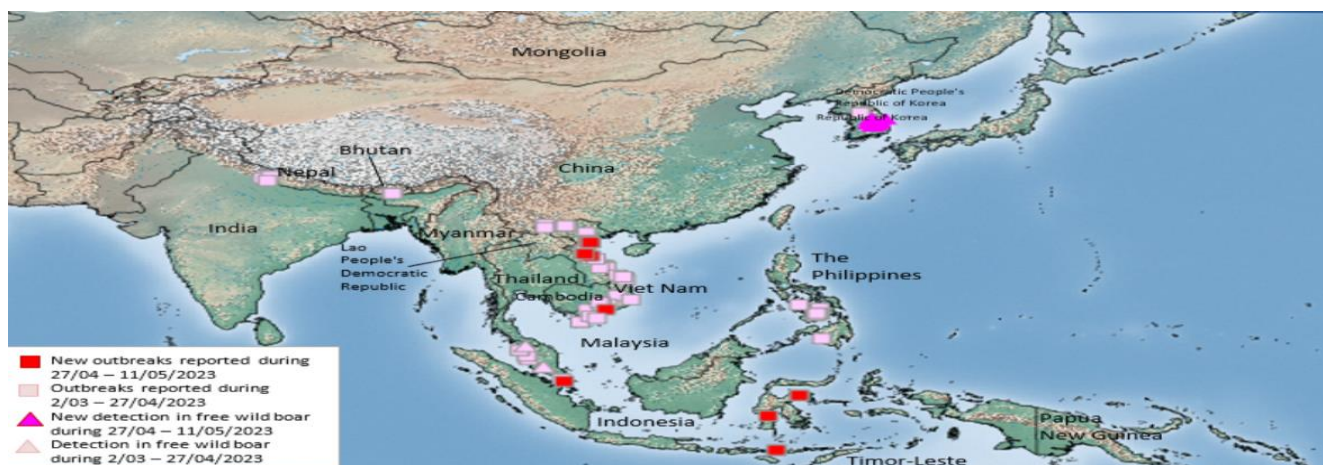 Mongolia
Democratic People's
Republic of Korea
Republic of Korea
Bhutan
China
Nepal
India
Myanmar
Lao
People's
Democratic
Republic
Thailand
Cambodia
Viet Nam
The
Philippines
Malaysia
Indonesia
Papua
New Guinea
Timor-Leste
New outbreaks reported during
27/04 – 11/05/2023
Outbreaks reported during
2/03 – 27/04/2023
New detection in free wild boar
during 27/04 – 11/05/2023
Detection in free wild boar
during 2/03 – 27/04/2023